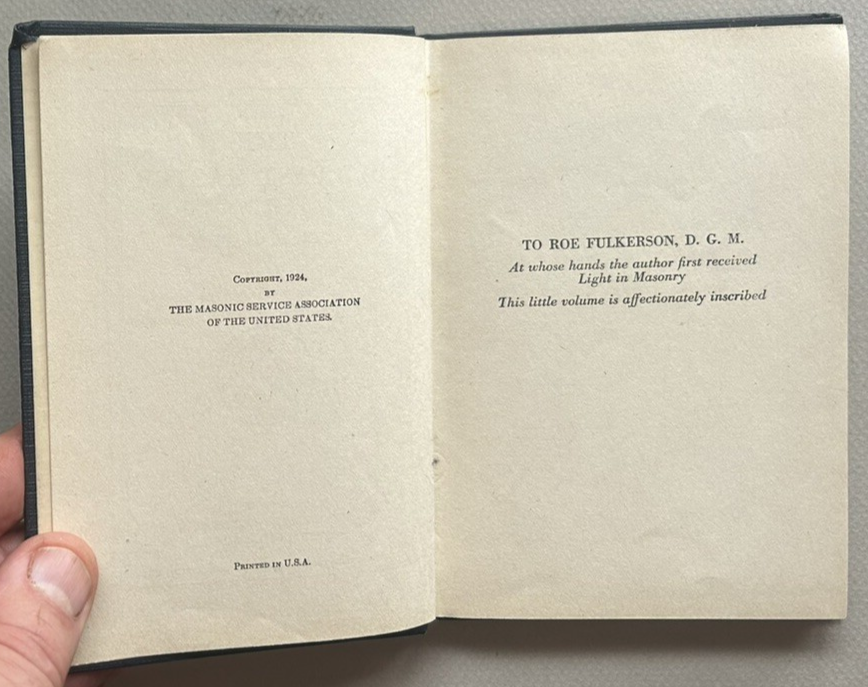 COPYRIGHT, 1924,
BY
THE MASONIC SERVICE ASSOCIATION
OF THE UNITED STATES.
PRINTED IN U.S.A.
TO ROE FULKERSON, D. G. M.
At whose hands the author first received
Light in Masonry
This little volume is affectionately inscribed